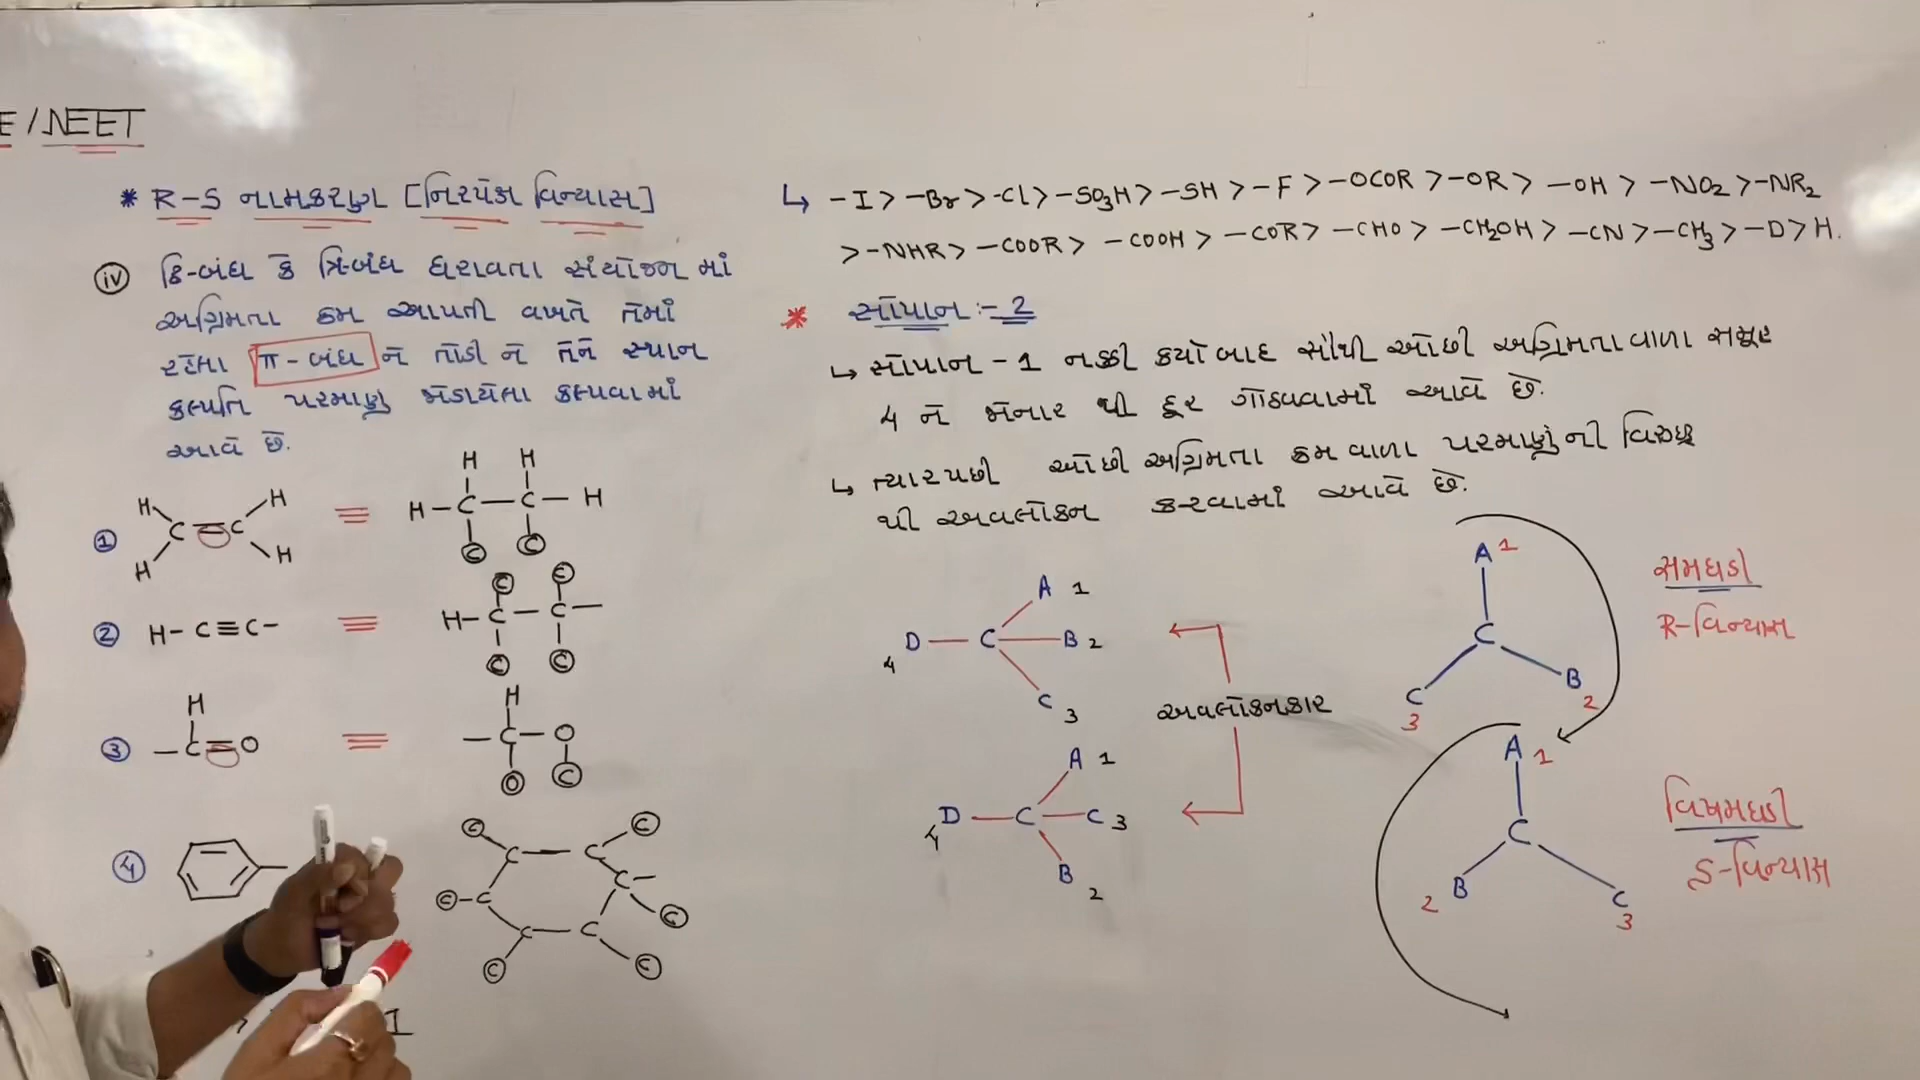 E / NEET
* R-S નામકરણ [નિરપેક્ષ વિન્યાસ]
(iv) દ્વિ-બંધ કે ત્રિ-બંધ ધરાવતા સંયોજન માં
અગ્રિમતા ક્રમ આપતી વખતે તેમાં
રહેલા π-બંધ ને તોડી ને તેને સ્થાને
કલ્પિત પરમાણુ જોડાયેલા કલ્પવામાં
આવે છે.
① H H C=C H H ≡ H H H-C-C-H Ⓒ Ⓒ
② H-C≡C- ≡ Ⓒ Ⓒ H-C-C- Ⓒ Ⓒ
③ H -C=O ≡ H -C-O Ⓞ Ⓒ
④ Ⓒ Ⓒ C-C Ⓒ-C C- Ⓒ C-C Ⓒ Ⓒ
I
↳ -I > -Br > -Cl > -SO₃H > -SH > -F > -OCOR > -OR > -OH > -NO₂ > -NR₂
> -NHR > -COOR > -COOH > -COR > -CHO > -CH₂OH > -CN > -CH₃ > -D > H.
* સોપાન :- 2
↳ સોપાન - 1 નક્કી કર્યા બાદ સૌથી ઓછી અગ્રિમતા વાળા સમૂહ
4 ને જેનાર થી દૂર ગોઠવવામાં આવે છે.
↳ ત્યારપછી ઓછી અગ્રિમતા ક્રમ વાળા પરમાણુંની વિરુદ્ધ
થી અવલોકન કરવામાં આવે છે.
A 1
D 4 - C - B 2
C 3
અવલોકનકાર
A 1
C
C 3 B 2
સમઘડી
R-વિન્યાસ
A 1
D 4 - C - C 3
B 2
A 1
C
B 2 C 3
વિષમઘડી
S-વિન્યાસ